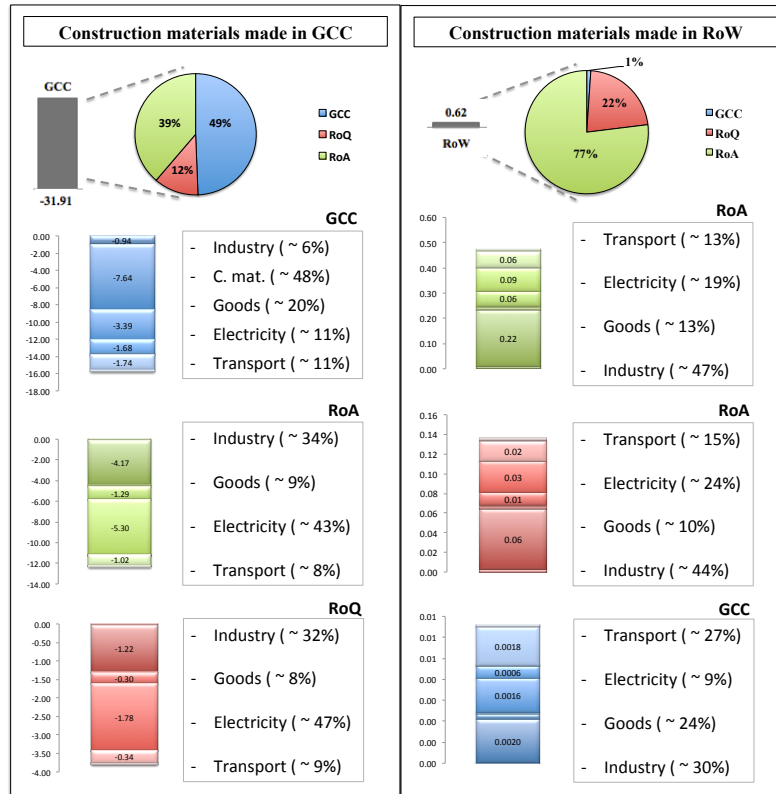 Construction materials made in GCC
GCC
-31.91
39%
49%
12%
GCC
RoQ
RoA
GCC
0.00
-2.00
-4.00
-6.00
-8.00
-10.00
-12.00
-14.00
-16.00
-18.00
-0.94
-7.64
-3.39
-1.68
-1.74
- Industry ( ~ 6%)
- C. mat. ( ~ 48%)
- Goods ( ~ 20%)
- Electricity ( ~ 11%)
- Transport ( ~ 11%)
RoA
0.00
-2.00
-4.00
-6.00
-8.00
-10.00
-12.00
-14.00
-4.17
-1.29
-5.30
-1.02
- Industry ( ~ 34%)
- Goods ( ~ 9%)
- Electricity ( ~ 43%)
- Transport ( ~ 8%)
RoQ
0.00
-0.50
-1.00
-1.50
-2.00
-2.50
-3.00
-3.50
-4.00
-1.22
-0.30
-1.78
-0.34
- Industry ( ~ 32%)
- Goods ( ~ 8%)
- Electricity ( ~ 47%)
- Transport ( ~ 9%)
Construction materials made in RoW
0.62
RoW
1%
22%
77%
GCC
RoQ
RoA
RoA
0.60
0.50
0.40
0.30
0.20
0.10
0.00
0.06
0.09
0.06
0.22
- Transport ( ~ 13%)
- Electricity ( ~ 19%)
- Goods ( ~ 13%)
- Industry ( ~ 47%)
RoA
0.16
0.14
0.12
0.10
0.08
0.06
0.04
0.02
0.00
0.02
0.03
0.01
0.06
- Transport ( ~ 15%)
- Electricity ( ~ 24%)
- Goods ( ~ 10%)
- Industry ( ~ 44%)
GCC
0.01
0.01
0.01
0.00
0.00
0.00
0.00
0.00
0.0018
0.0006
0.0016
0.0020
- Transport ( ~ 27%)
- Electricity ( ~ 9%)
- Goods ( ~ 24%)
- Industry ( ~ 30%)